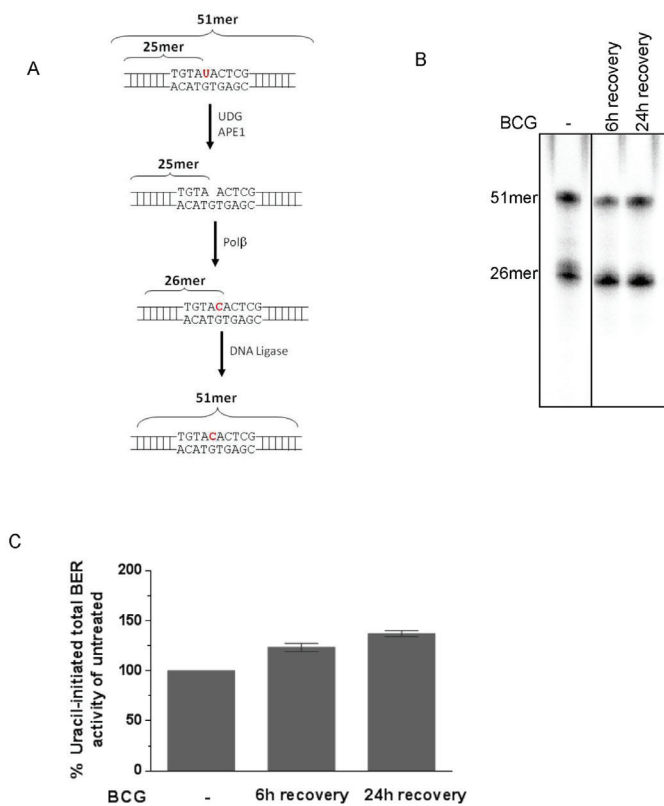 A
51mer
25mer
TGTAUACTCG
ACATGTGAGC
UDG
APE1
25mer
TGTA ACTCG
ACATGTGAGC
Polβ
26mer
TGTACACTCG
ACATGTGAGC
DNA Ligase
51mer
TGTACACTCG
ACATGTGAGC
B
BCG - 6h recovery 24h recovery
51mer
26mer
C
% Uracil-initiated total BER
activity of untreated
200
150
100
50
0
BCG - 6h recovery 24h recovery